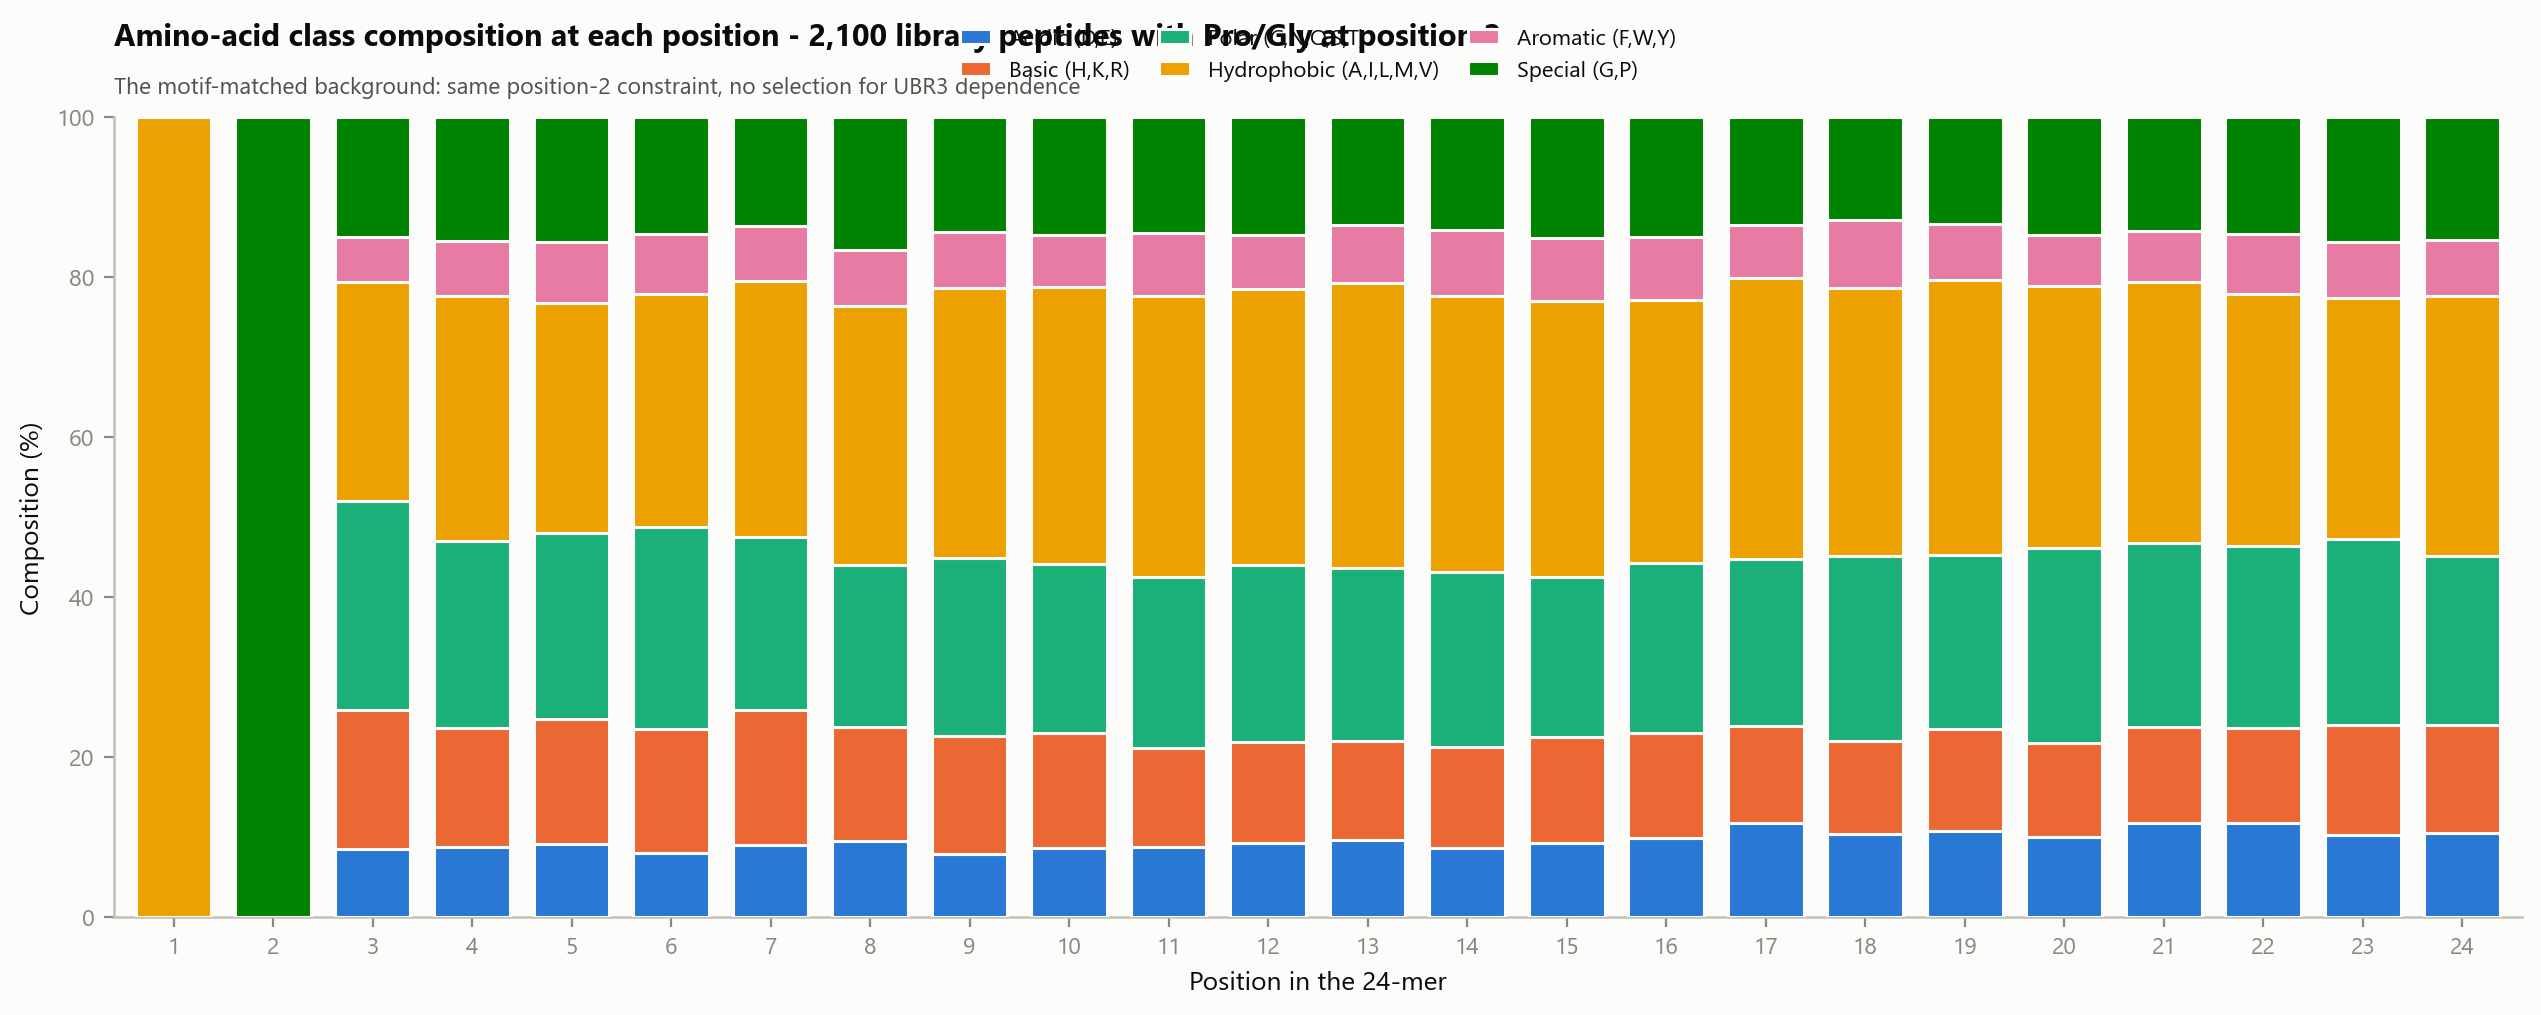 Amino-acid class composition at each position - 2,100 library peptides with Pro/Gly at position 2
Polar
Aromatic (F,W,Y)
Basic (H,K,R)
Hydrophobic (A,I,L,M,V)
Special (G,P)
The motif-matched background: same position-2 constraint, no selection for UBR3 dependence
100
80
60
40
20
0
Composition (%)
1 2 3 4 5 6 7 8 9 10 11 12 13 14 15 16 17 18 19 20 21 22 23 24
Position in the 24-mer